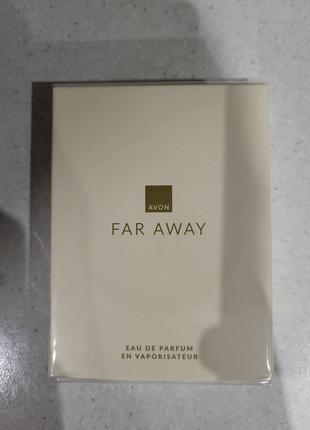 AVON
FAR AWAY
EAU DE PARFUM
EN VAPORISATEUR